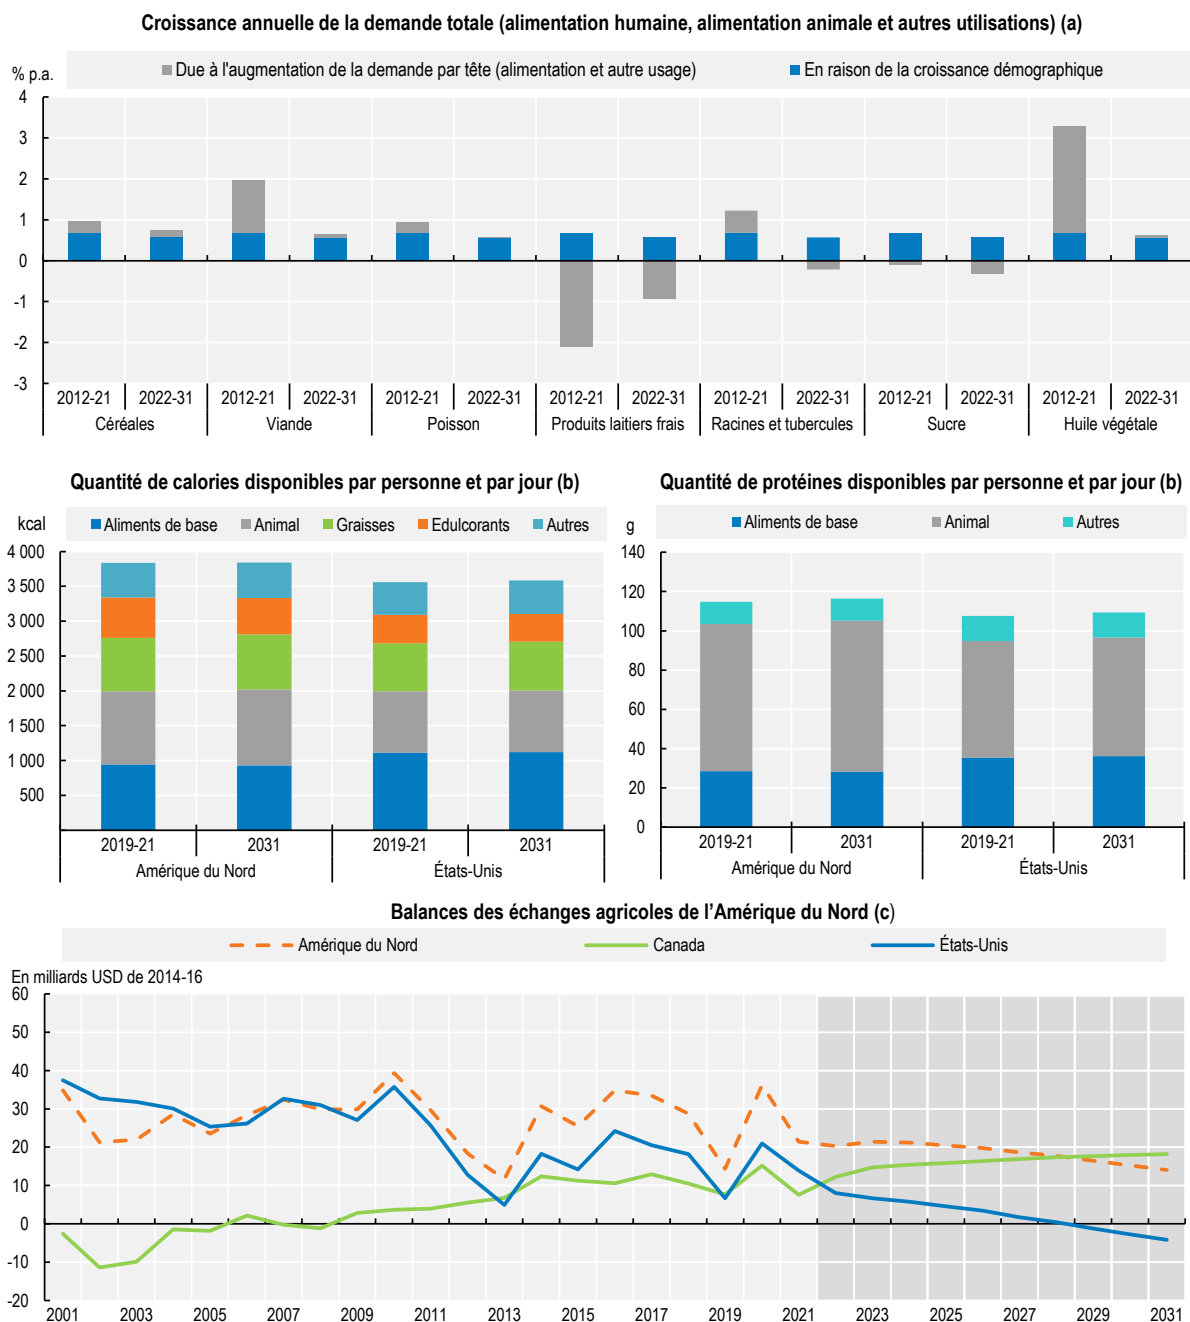 Croissance annuelle de la demande totale (alimentation humaine, alimentation animale et autres utilisations) (a)
Due à l'augmentation de la demande par tête (alimentation et autre usage) En raison de la croissance démographique
% p.a.
4
3
2
1
0
-1
-2
-3
2012-21 2022-31 2012-21 2022-31 2012-21 2022-31 2012-21 2022-31 2012-21 2022-31 2012-21 2022-31 2012-21 2022-31
Céréales Viande Poisson Produits laitiers frais Racines et tubercules Sucre Huile végétale
Quantité de calories disponibles par personne et par jour (b)
kcal
Aliments de base Animal Graisses Edulcorants Autres
4 000
3 500
3 000
2 500
2 000
1 500
1 000
500
2019-21 2031 2019-21 2031
Amérique du Nord États-Unis
Quantité de protéines disponibles par personne et par jour (b)
g
Aliments de base Animal Autres
140
120
100
80
60
40
20
0
2019-21 2031 2019-21 2031
Amérique du Nord États-Unis
Balances des échanges agricoles de l’Amérique du Nord (c)
Amérique du Nord Canada États-Unis
En milliards USD de 2014-16
60
50
40
30
20
10
0
-10
-20
2001 2003 2005 2007 2009 2011 2013 2015 2017 2019 2021 2023 2025 2027 2029 2031